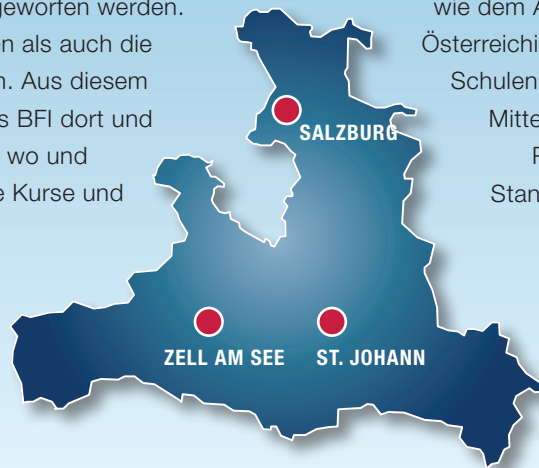 geworfen werden.
en als auch die
n. Aus diesem
s BFI dort und
wo und
e Kurse und
wie dem A
Österreichi
Schulen
Mitte
Stan
SALZBURG
ZELL AM SEE
ST. JOHANN